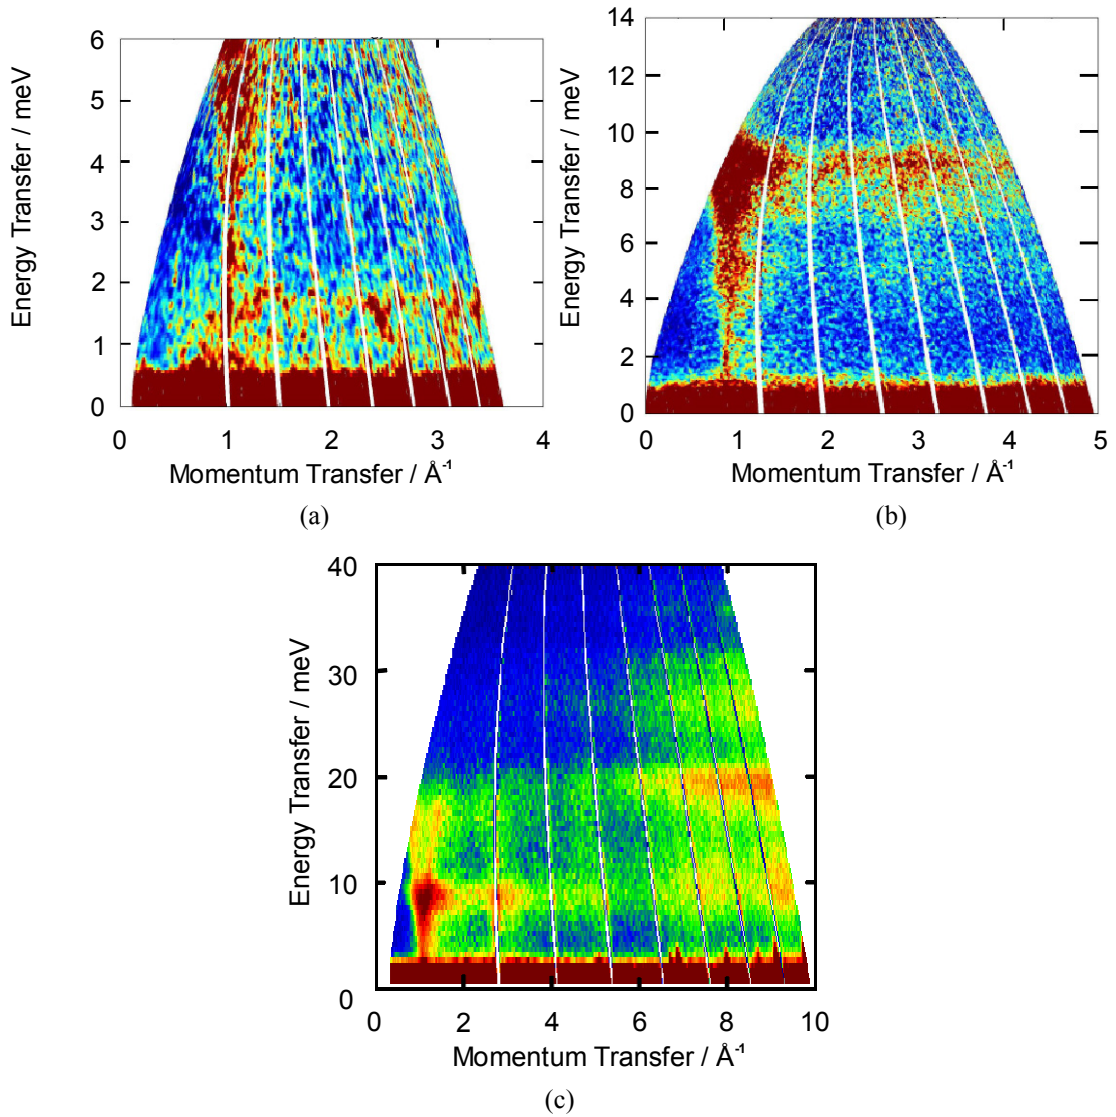 6
5
4
3
2
1
0
Energy Transfer / meV
0 1 2 3 4
Momentum Transfer / Å⁻¹
(a)
14
12
10
8
6
4
2
0
Energy Transfer / meV
0 1 2 3 4 5
Momentum Transfer / Å⁻¹
(b)
40
30
20
10
0
Energy Transfer / meV
0 2 4 6 8 10
Momentum Transfer / Å⁻¹
(c)